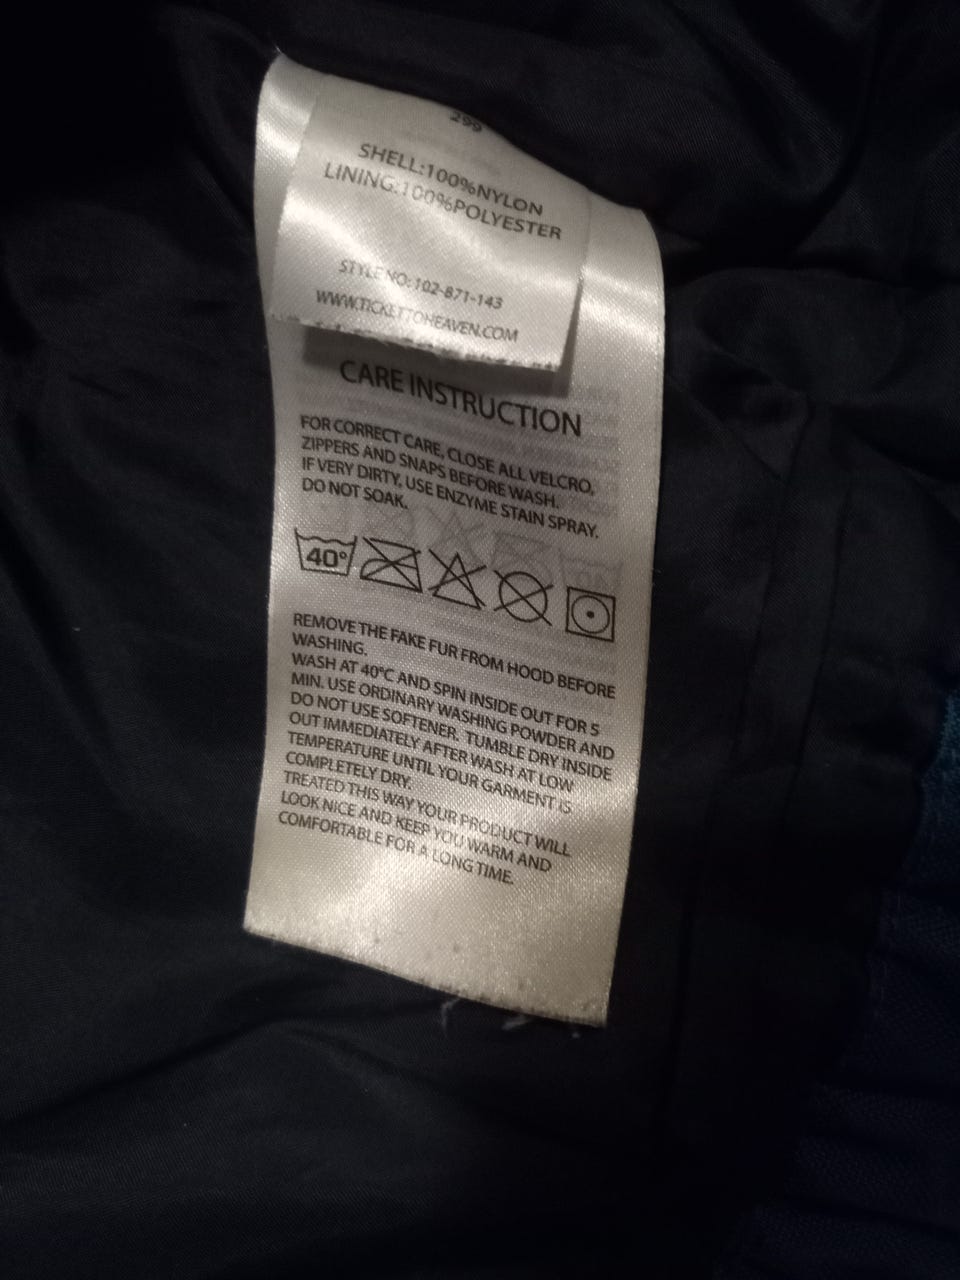 299
SHELL:100%NYLON
LINING:100%POLYESTER
STYLE NO: 102-871-143
WWW.TICKETTOHEAVEN.COM
CARE INSTRUCTION
FOR CORRECT CARE, CLOSE ALL VELCRO,
ZIPPERS AND SNAPS BEFORE WASH.
IF VERY DIRTY, USE ENZYME STAIN SPRAY.
DO NOT SOAK.
40°
REMOVE THE FAKE FUR FROM HOOD BEFORE
WASHING.
WASH AT 40°C AND SPIN INSIDE OUT FOR 5
MIN. USE ORDINARY WASHING POWDER AND
DO NOT USE SOFTENER. TUMBLE DRY INSIDE
OUT IMMEDIATELY AFTER WASH AT LOW
TEMPERATURE UNTIL YOUR GARMENT IS
COMPLETELY DRY.
TREATED THIS WAY YOUR PRODUCT WILL
LOOK NICE AND KEEP YOU WARM AND
COMFORTABLE FOR A LONG TIME.